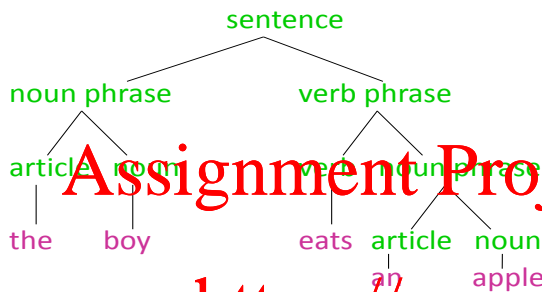 sentence
noun phrase verb phrase
article noun verb noun phrase
Assignment Pro
the boy eats article noun
an apple